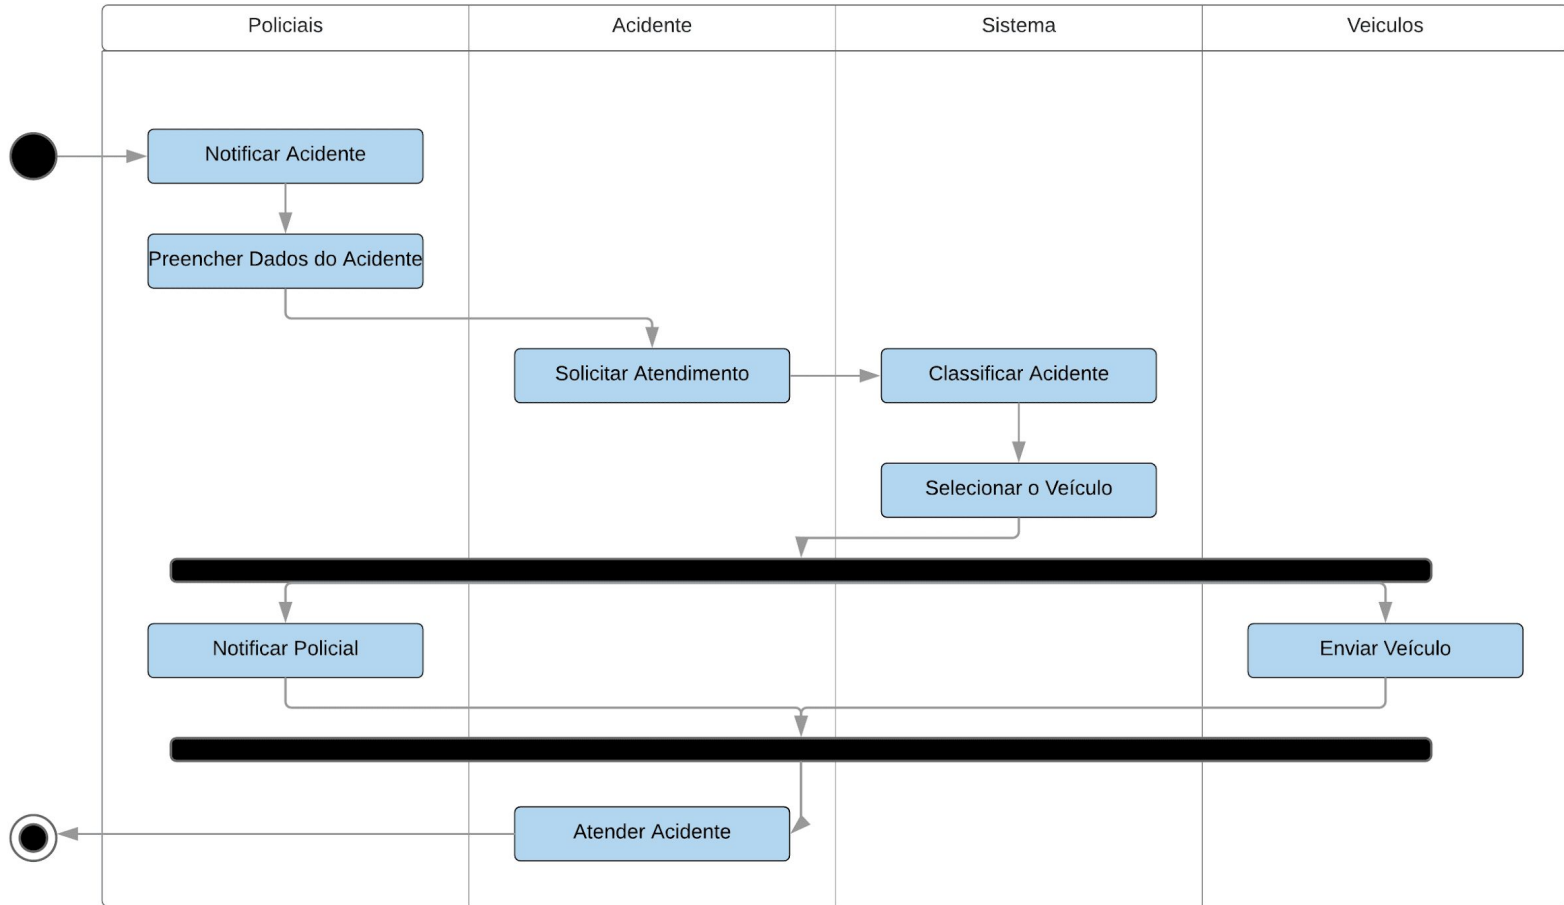 Policiais
Acidente
Sistema
Veiculos
Notificar Acidente
Preencher Dados do Acidente
Solicitar Atendimento
Classificar Acidente
Selecionar o Veículo
Notificar Policial
Enviar Veículo
Atender Acidente